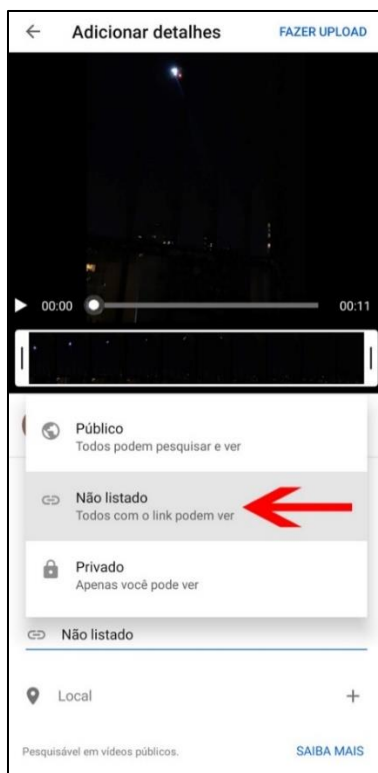 Adicionar detalhes
FAZER UPLOAD
00:00
00:11
Público
Todos podem pesquisar e ver
Não listado
Todos com o link podem ver
Privado
Apenas você pode ver
Não listado
Local
Pesquisável em vídeos públicos.
SAIBA MAIS